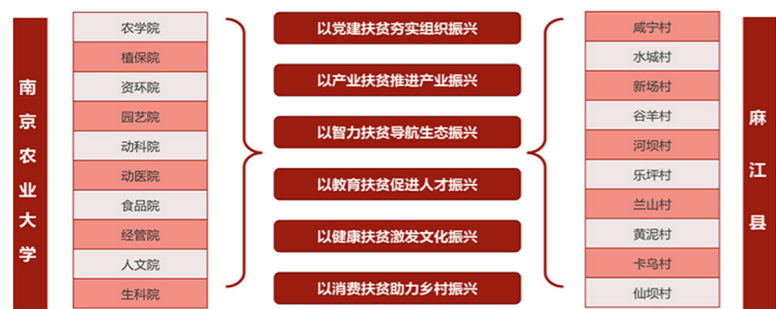 南京农业大学
农学院
植保院
资环院
园艺院
动科院
动医院
食品院
经管院
人文院
生科院
以党建扶贫夯实组织振兴
以产业扶贫推进产业振兴
以智力扶贫导航生态振兴
以教育扶贫促进人才振兴
以健康扶贫激发文化振兴
以消费扶贫助力乡村振兴
咸宁村
水城村
新场村
谷羊村
河坝村
乐坪村
兰山村
黄泥村
卡乌村
仙坝村
麻江县